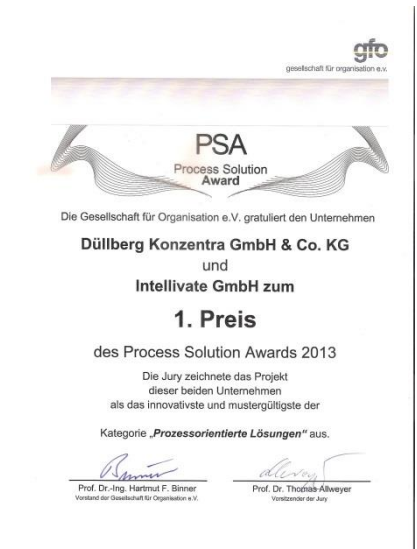 gfo
gesellschaft für organisation e.v.
PSA
Process Solution
Award
Die Gesellschaft für Organisation e.V. gratuliert den Unternehmen
Düllberg Konzentra GmbH & Co. KG
und
Intellivate GmbH zum
1. Preis
des Process Solution Awards 2013
Die Jury zeichnete das Projekt
dieser beiden Unternehmen
als das innovativste und mustergültigste der
Kategorie „Prozessorientierte Lösungen" aus.
Prof. Dr.-Ing. Hartmut F. Binner
Vorstand der Gesellschaft für Organisation e.V.
Prof. Dr. Thomas Allweyer
Vorsitzender der Jury